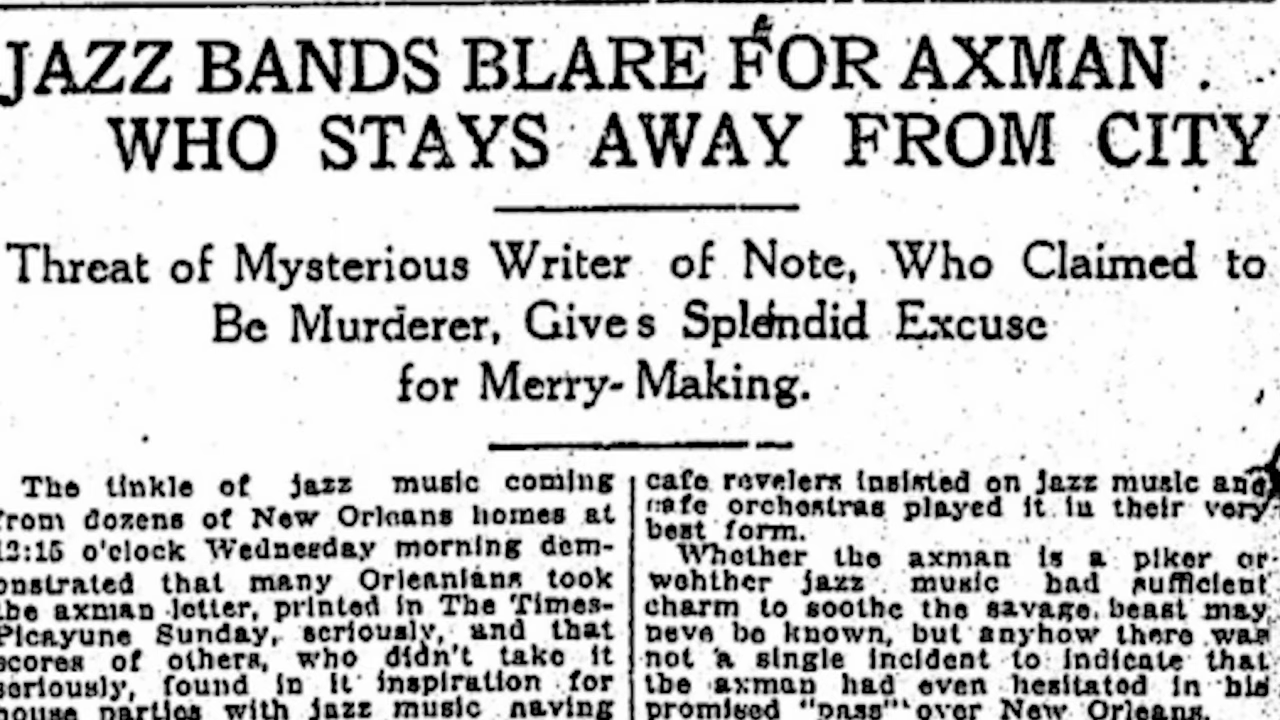 JAZZ BANDS BLARE FOR AXMAN
WHO STAYS AWAY FROM CITY
Threat of Mysterious Writer of Note, Who Claimed to
Be Murderer, Gives Splendid Excuse
for Merry-Making.
The tinkle of jazz music coming
from dozens of New Orleans homes at
12:15 o'clock Wednesday morning dem-
onstrated that many Orleanians took
the axman letter, printed in The Times-
Picayune Sunday, seriously, and that
scores of others, who didn't take it
seriously, found in it inspiration for
house parties with jazz music having
cafe revelers insisted on jazz music and
cafe orchestras played it in their very
best form.
Whether the axman is a piker or
wehther jazz music had sufficient
charm to soothe the savage beast may
neve be known, but anyhow there was
not a single incident to indicate that
the axman had even hesitated in his
promised "pass" over New Orleans.